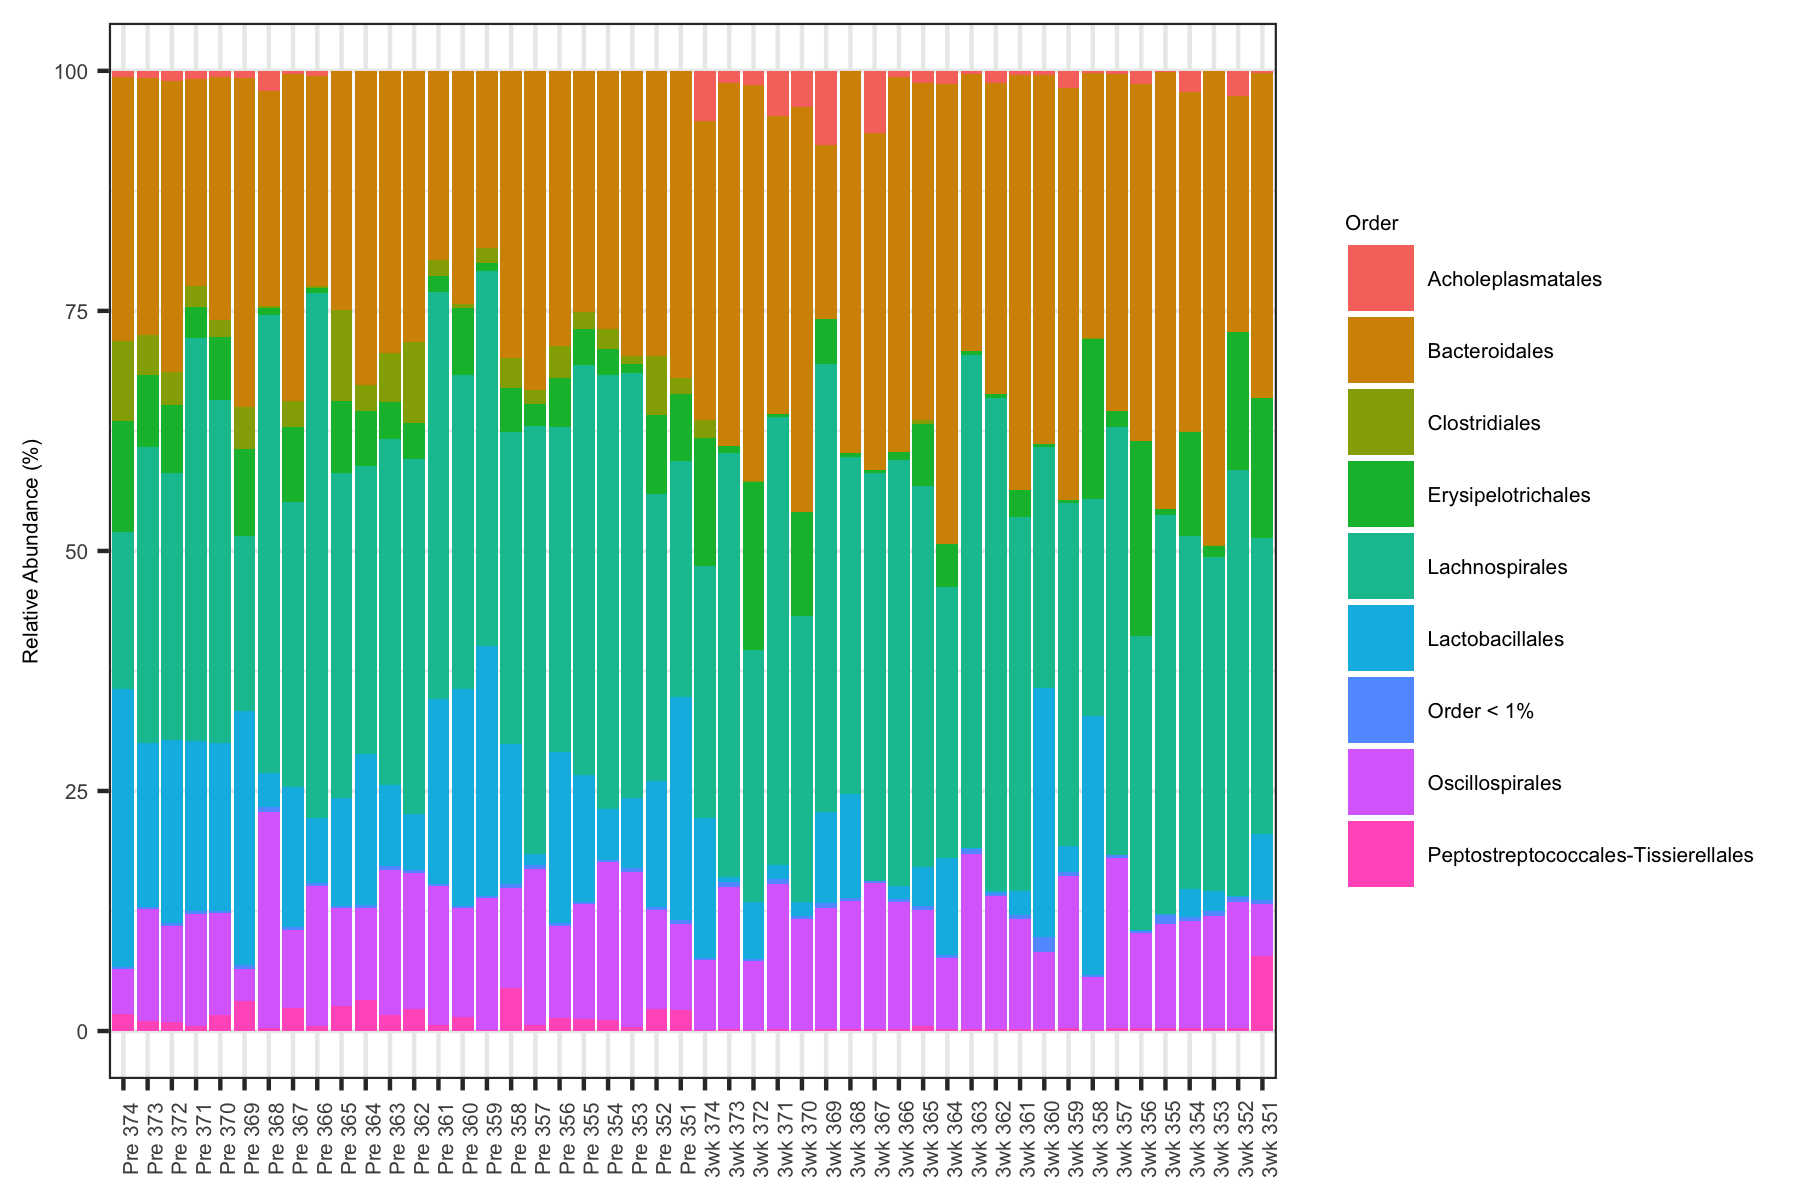 Relative Abundance (%)
100
75
50
25
0
Pre 374
Pre 373
Pre 372
Pre 371
Pre 370
Pre 369
Pre 368
Pre 367
Pre 366
Pre 365
Pre 364
Pre 363
Pre 362
Pre 361
Pre 360
Pre 359
Pre 358
Pre 357
Pre 356
Pre 355
Pre 354
Pre 353
Pre 352
Pre 351
3wk 374
3wk 373
3wk 372
3wk 371
3wk 370
3wk 369
3wk 368
3wk 367
3wk 366
3wk 365
3wk 364
3wk 363
3wk 362
3wk 361
3wk 360
3wk 359
3wk 358
3wk 357
3wk 356
3wk 355
3wk 354
3wk 353
3wk 352
3wk 351
Order
Acholeplasmatales
Bacteroidales
Clostridiales
Erysipelotrichales
Lachnospirales
Lactobacillales
Order < 1%
Oscillospirales
Peptostreptococcales-Tissierellales